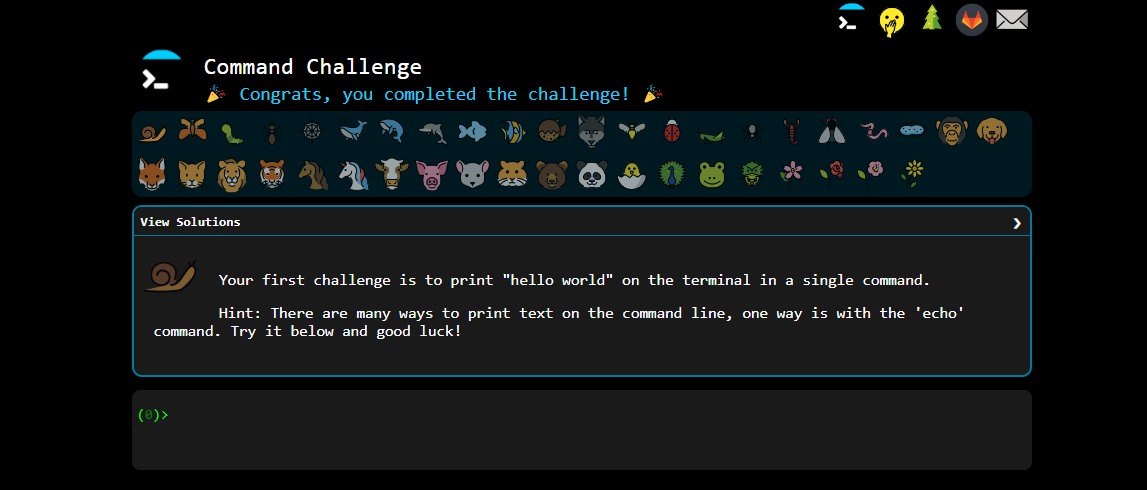 Command Challenge
🎉 Congrats, you completed the challenge! 🎉
View Solutions
Your first challenge is to print "hello world" on the terminal in a single command.
Hint: There are many ways to print text on the command line, one way is with the 'echo'
command. Try it below and good luck!
(0)>